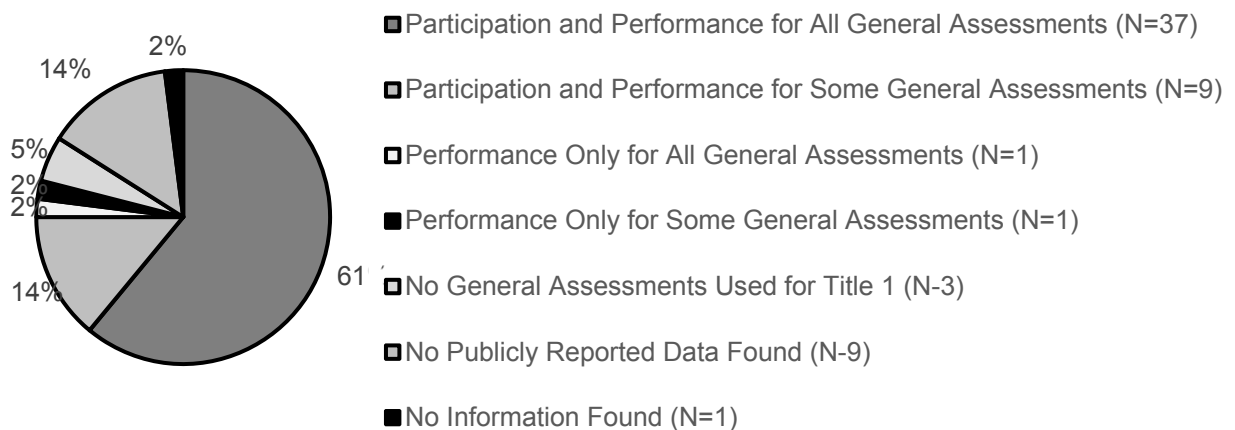 2%
14%
5%
2%
2%
14%
61%
Participation and Performance for All General Assessments (N=37)
Participation and Performance for Some General Assessments (N=9)
Performance Only for All General Assessments (N=1)
Performance Only for Some General Assessments (N=1)
No General Assessments Used for Title 1 (N-3)
No Publicly Reported Data Found (N-9)
No Information Found (N=1)